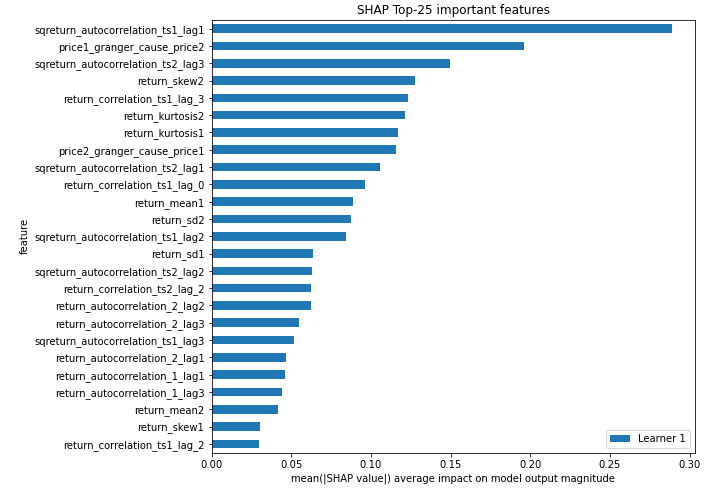 SHAP Top-25 important features
sqreturn_autocorrelation_ts1_lag1
price1_granger_cause_price2
sqreturn_autocorrelation_ts2_lag3
return_skew2
return_correlation_ts1_lag_3
return_kurtosis2
return_kurtosis1
price2_granger_cause_price1
sqreturn_autocorrelation_ts2_lag1
return_correlation_ts1_lag_0
return_mean1
return_sd2
sqreturn_autocorrelation_ts1_lag2
return_sd1
sqreturn_autocorrelation_ts2_lag2
return_correlation_ts2_lag_2
return_autocorrelation_2_lag2
return_autocorrelation_2_lag3
sqreturn_autocorrelation_ts1_lag3
return_autocorrelation_2_lag1
return_autocorrelation_1_lag1
return_autocorrelation_1_lag3
return_mean2
return_skew1
return_correlation_ts1_lag_2
feature
Learner 1
0.00 0.05 0.10 0.15 0.20 0.25 0.30
mean(|SHAP value|) average impact on model output magnitude